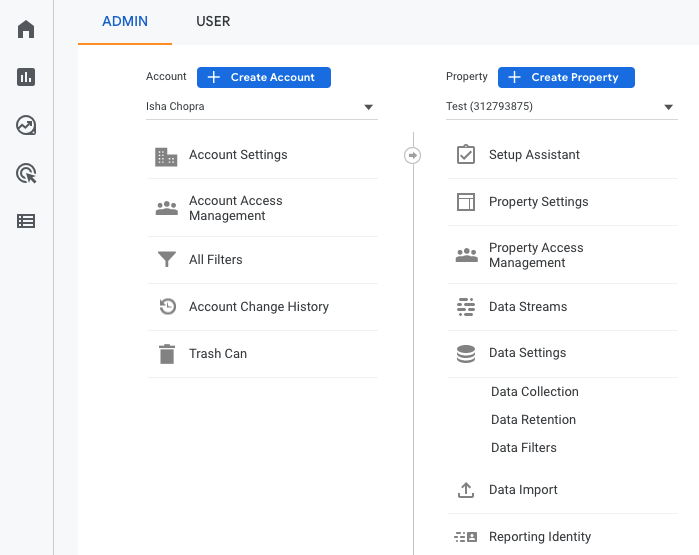 ADMIN USER
Account Create Account
Isha Chopra
Account Settings
Account Access
Management
All Filters
Account Change History
Trash Can
Property Create Property
Test (312793875)
Setup Assistant
Property Settings
Property Access
Management
Data Streams
Data Settings
Data Collection
Data Retention
Data Filters
Data Import
Reporting Identity